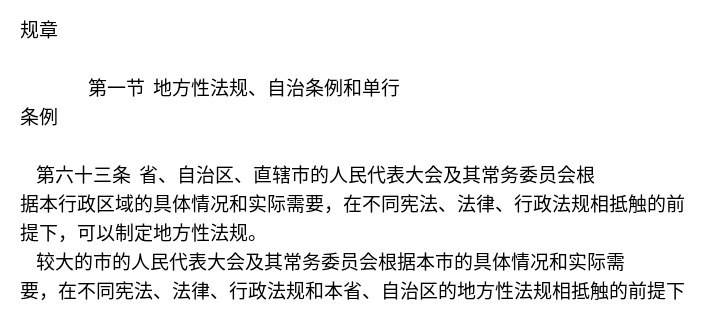 规章
第一节 地方性法规、自治条例和单行
条例
第六十三条 省、自治区、直辖市的人民代表大会及其常务委员会根
据本行政区域的具体情况和实际需要，在不同宪法、法律、行政法规相抵触的前
提下，可以制定地方性法规。
较大的市的人民代表大会及其常务委员会根据本市的具体情况和实际需
要，在不同宪法、法律、行政法规和本省、自治区的地方性法规相抵触的前提下